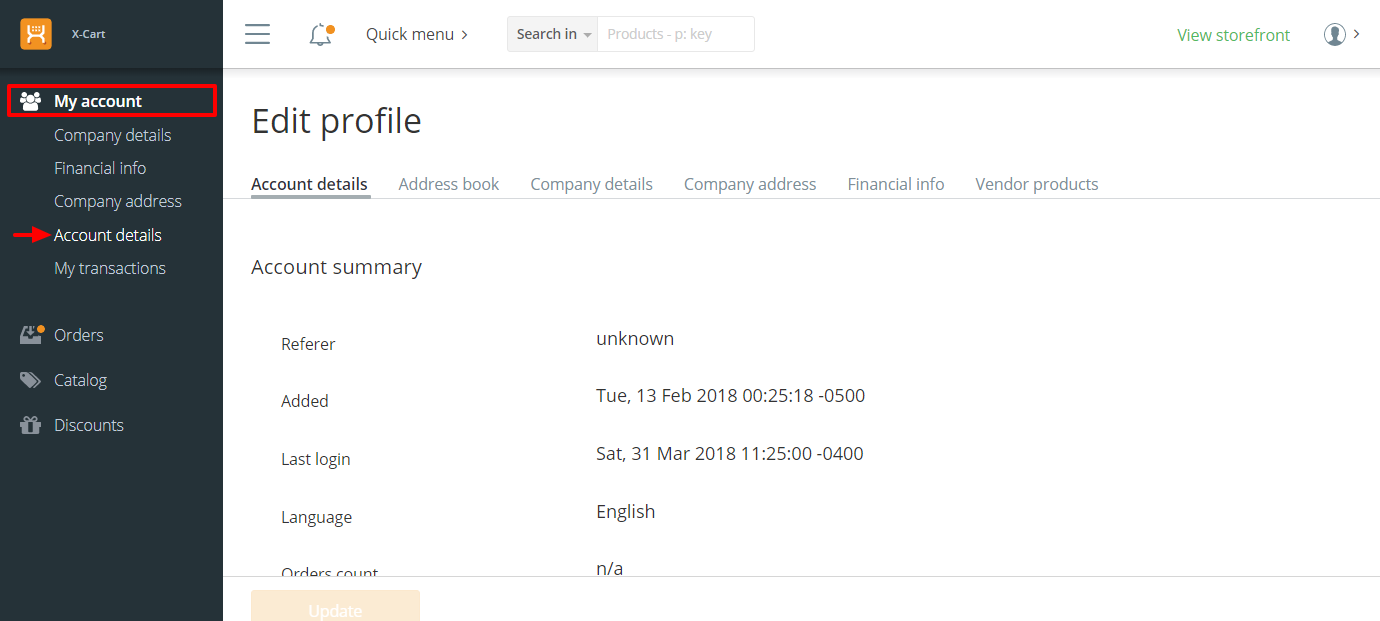 X-Cart
Quick menu
Search in
Products - p: key
View storefront
My account
Company details
Financial info
Company address
Account details
My transactions
Orders
Catalog
Discounts
Edit profile
Account details Address book Company details Company address Financial info Vendor products
Account summary
Referer unknown
Added Tue, 13 Feb 2018 00:25:18 -0500
Last login Sat, 31 Mar 2018 11:25:00 -0400
Language English
Orders count n/a
Update